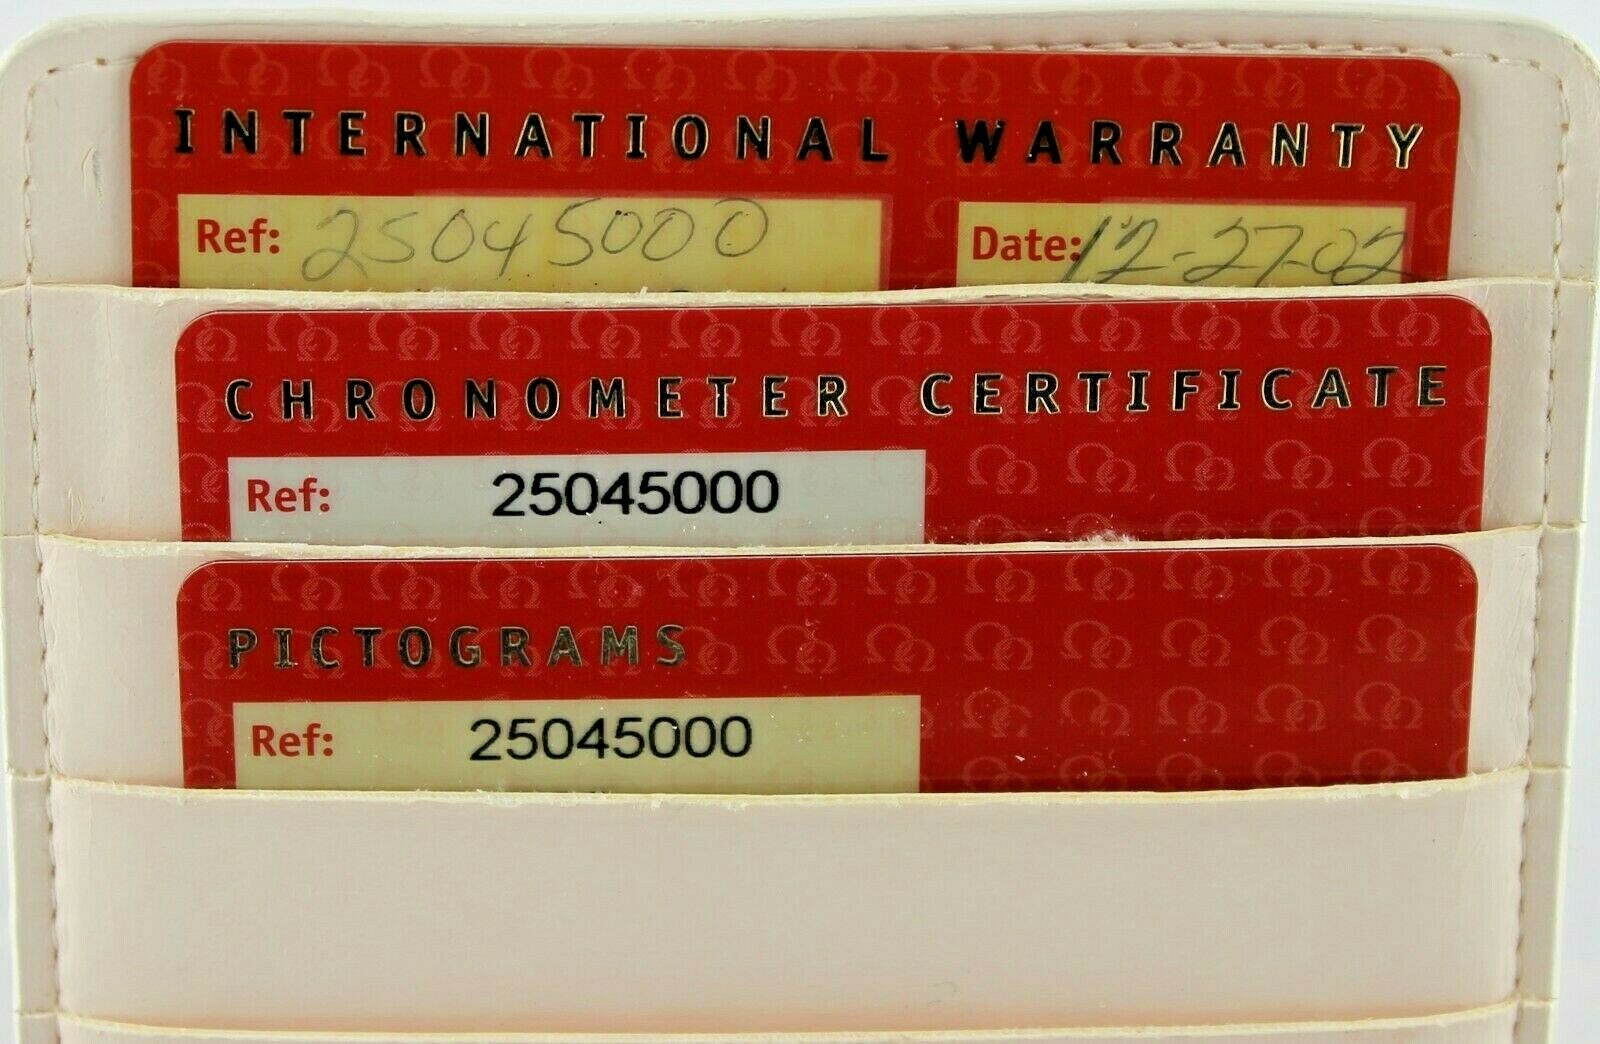 INTERNATIONAL WARRANTY
Ref: 25045000 Date: 12-27-02
CHRONOMETER CERTIFICATE
Ref: 25045000
PICTOGRAMS
Ref: 25045000